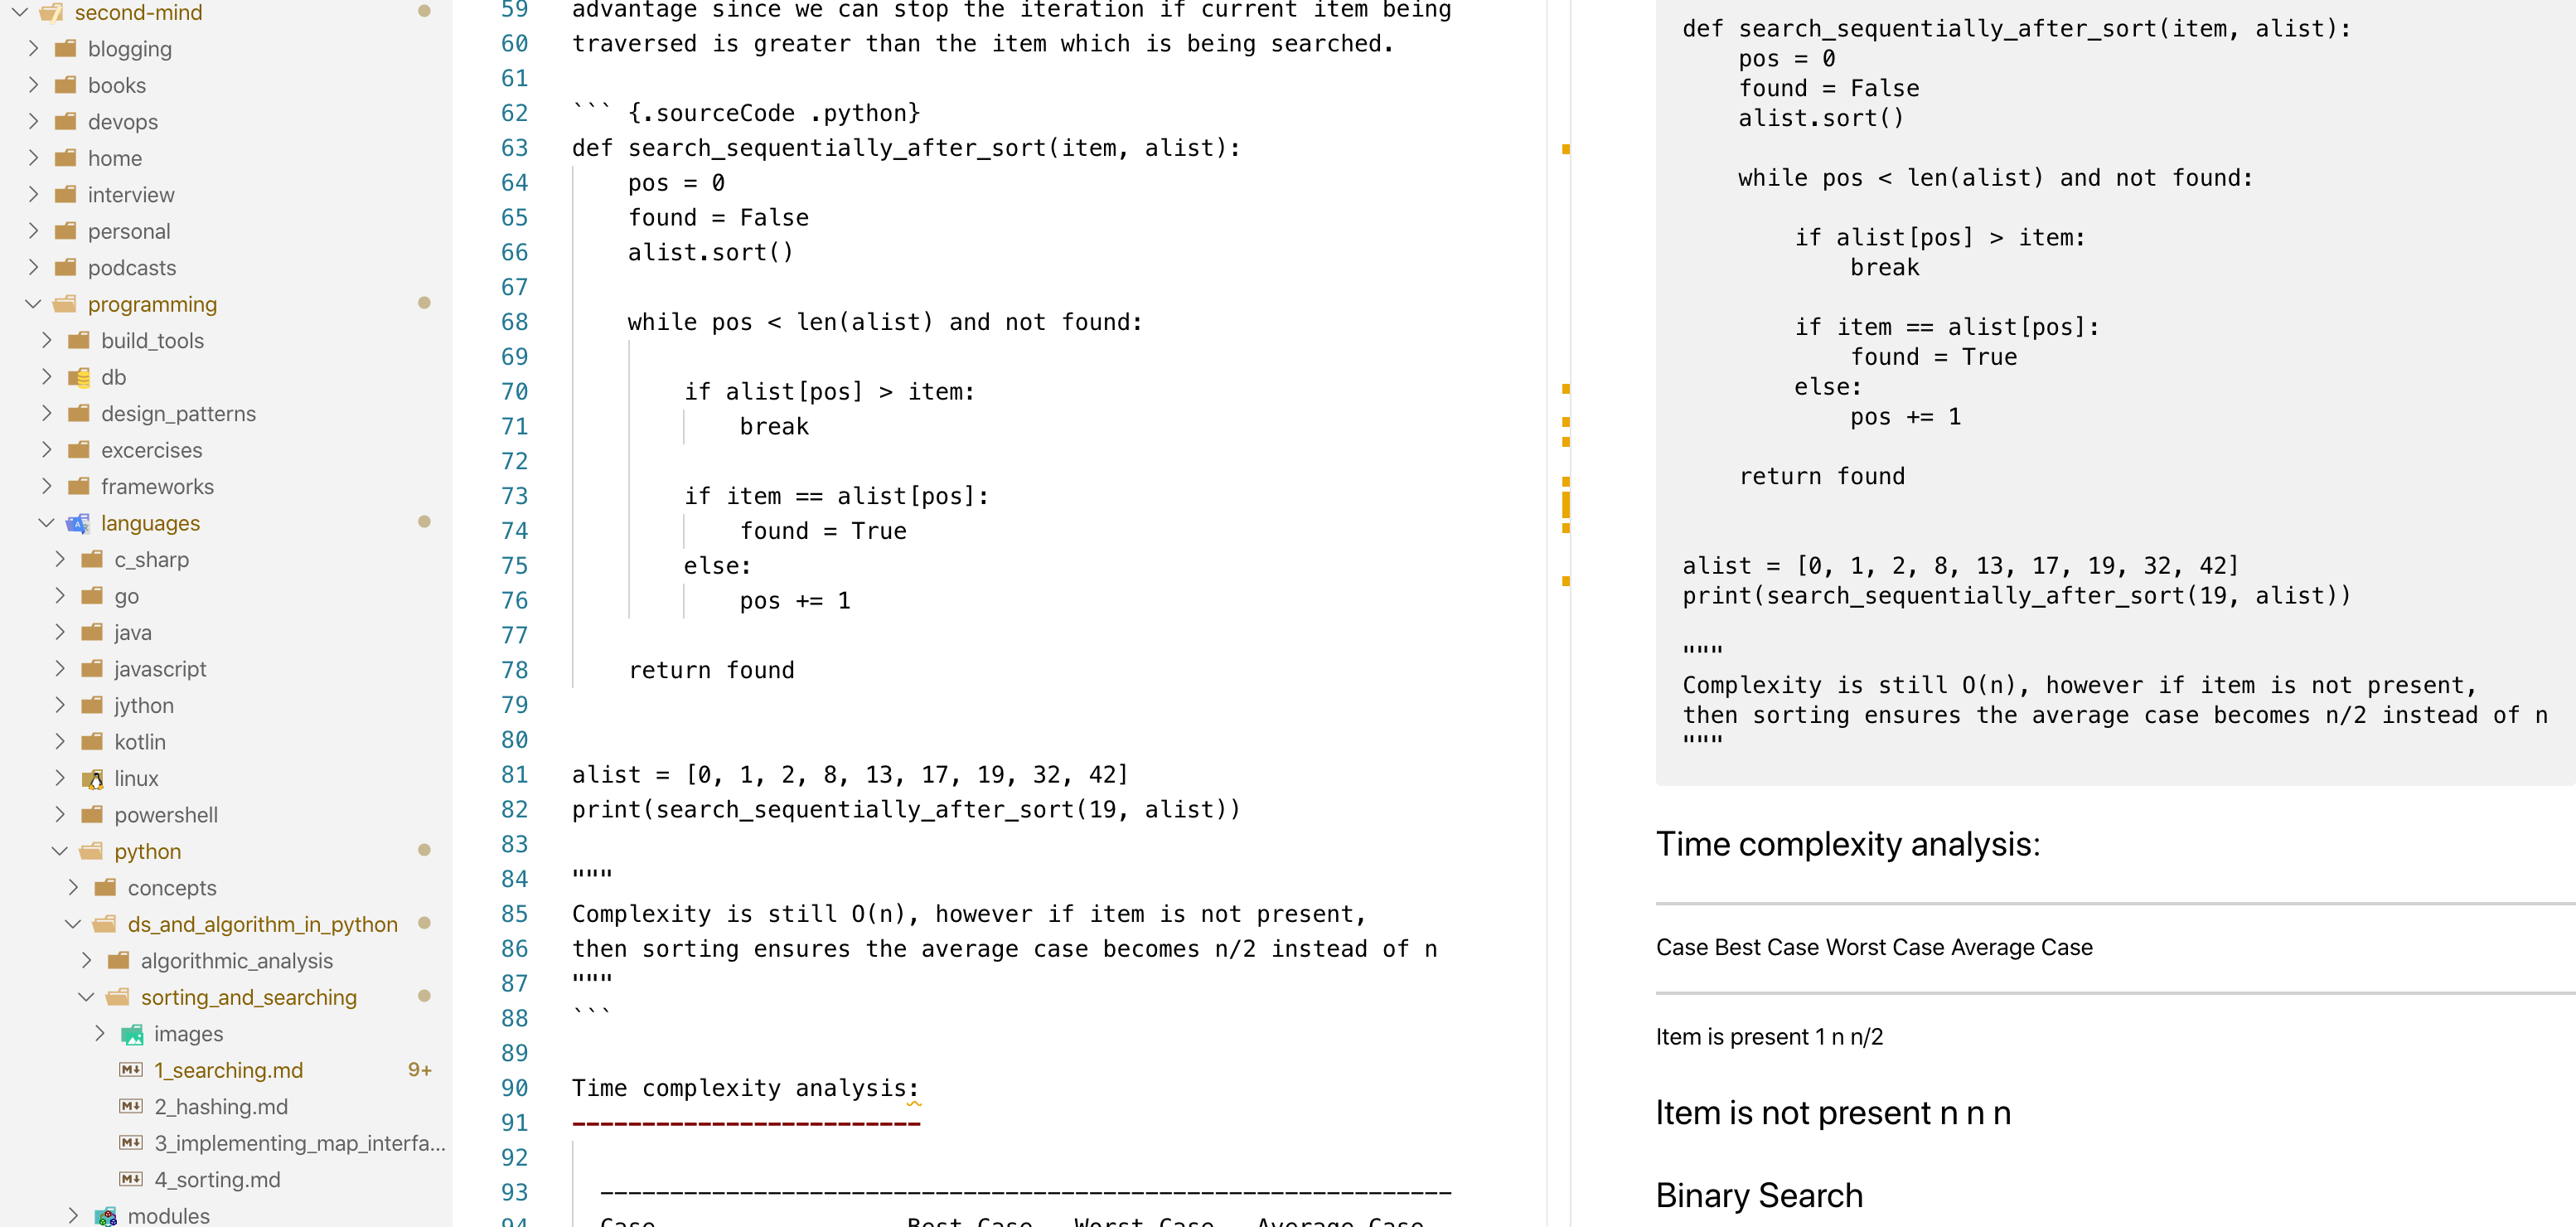 second-mind
blogging
books
devops
home
interview
personal
podcasts
programming
build_tools
db
design_patterns
excercises
frameworks
languages
c_sharp
go
java
javascript
jython
kotlin
linux
powershell
python
concepts
ds_and_algorithm_in_python
algorithmic_analysis
sorting_and_searching
images
1_searching.md 9+
2_hashing.md
3_implementing_map_interfa...
4_sorting.md
modules
59 advantage since we can stop the iteration if current item being
60 traversed is greater than the item which is being searched.
61
62 ``` {.sourceCode .python}
63 def search_sequentially_after_sort(item, alist):
64     pos = 0
65     found = False
66     alist.sort()
67
68     while pos < len(alist) and not found:
69
70         if alist[pos] > item:
71             break
72
73         if item == alist[pos]:
74             found = True
75         else:
76             pos += 1
77
78     return found
79
80
81 alist = [0, 1, 2, 8, 13, 17, 19, 32, 42]
82 print(search_sequentially_after_sort(19, alist))
83
84 """
85 Complexity is still O(n), however if item is not present,
86 then sorting ensures the average case becomes n/2 instead of n
87 """
88 ```
89
90 Time complexity analysis:
91 -------------------------
92
93   -------------------------------------------------------------
94   Case                  Best Case   Worst Case   Average Case
def search_sequentially_after_sort(item, alist):
    pos = 0
    found = False
    alist.sort()
    while pos < len(alist) and not found:
        if alist[pos] > item:
            break
        if item == alist[pos]:
            found = True
        else:
            pos += 1
    return found
alist = [0, 1, 2, 8, 13, 17, 19, 32, 42]
print(search_sequentially_after_sort(19, alist))
"""
Complexity is still O(n), however if item is not present,
then sorting ensures the average case becomes n/2 instead of n
"""
Time complexity analysis:
Case Best Case Worst Case Average Case
Item is present 1 n n/2
Item is not present n n n
Binary Search